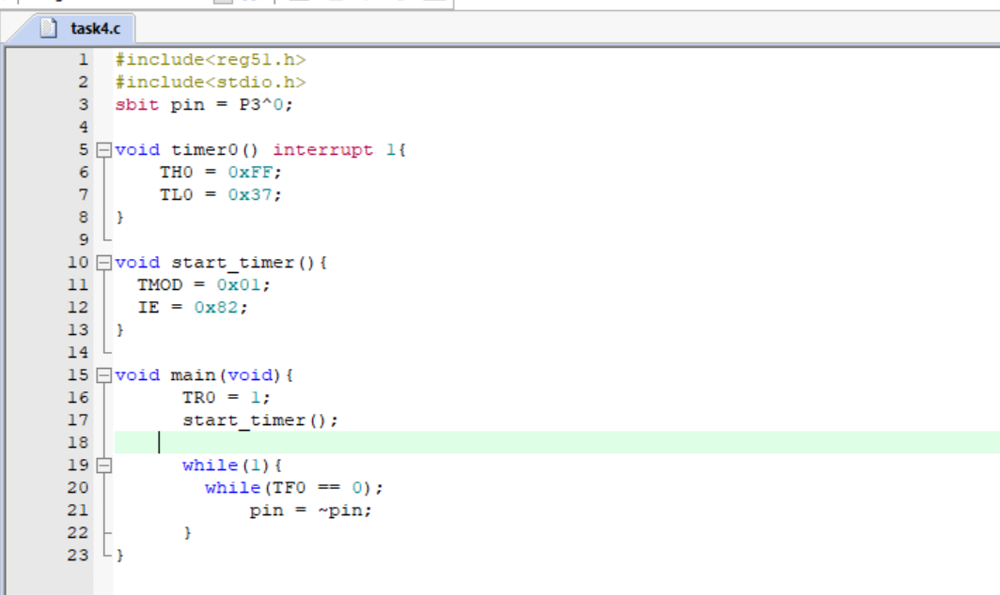 task4.c
1 #include<reg51.h>
2 #include<stdio.h>
3 sbit pin = P3^0;
4
5 void timer0() interrupt 1{
6 TH0 = 0xFF;
7 TL0 = 0x37;
8 }
9
10 void start_timer(){
11 TMOD = 0x01;
12 IE = 0x82;
13 }
14
15 void main(void){
16 TR0 = 1;
17 start_timer();
18
19 while(1){
20 while(TF0 == 0);
21 pin = ~pin;
22 }
23 }